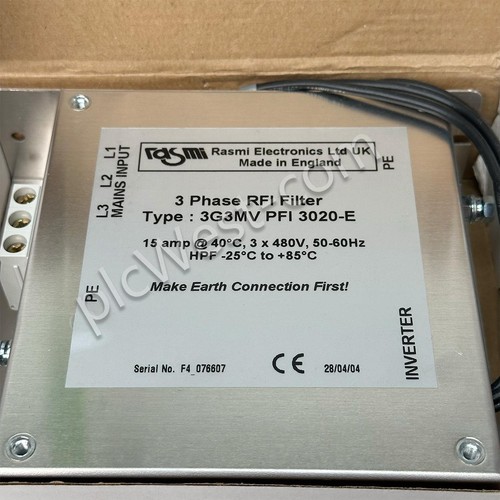 rasmi Rasmi Electronics Ltd UK
Made in England
3 Phase RFI Filter
Type : 3G3MV PFI 3020-E
15 amp @ 40°C, 3 x 480V, 50-60Hz
HPF -25°C to +85°C
Make Earth Connection First!
Serial No. F4_076607 CE 28/04/04
L1
L2
L3
MAINS INPUT
PE
PE
INVERTER
plcWest.com